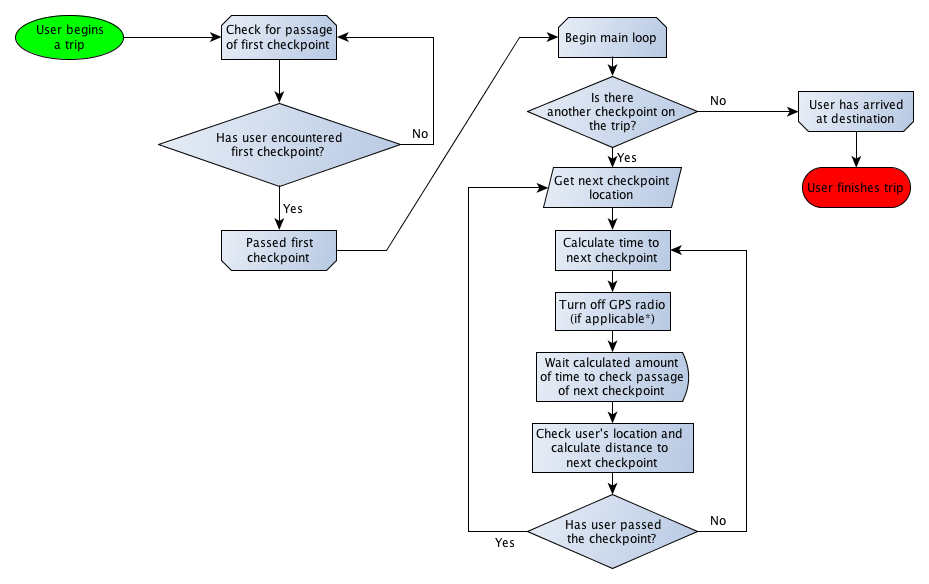 User begins
a trip
Check for passage
of first checkpoint
Has user encountered
first checkpoint?
No
Yes
Passed first
checkpoint
Begin main loop
Is there
another checkpoint on
the trip?
No
User has arrived
at destination
User finishes trip
Yes
Get next checkpoint
location
Calculate time to
next checkpoint
Turn off GPS radio
(if applicable*)
Wait calculated amount
of time to check passage
of next checkpoint
Check user's location and
calculate distance to
next checkpoint
Has user passed
the checkpoint?
No
Yes